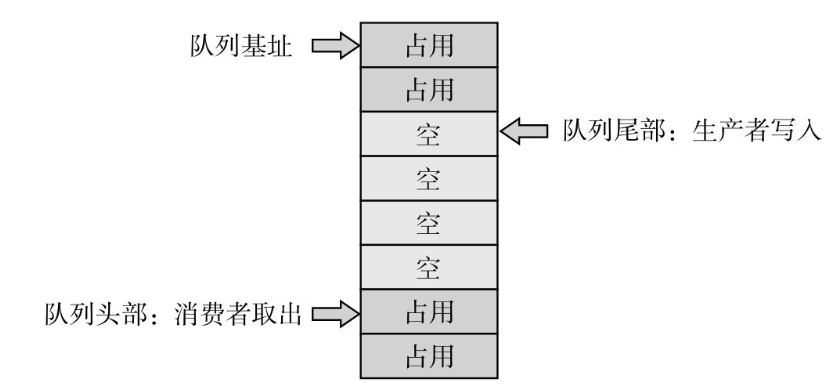 队列基址
占用
占用
空
队列尾部：生产者写入
空
空
空
队列头部：消费者取出
占用
占用